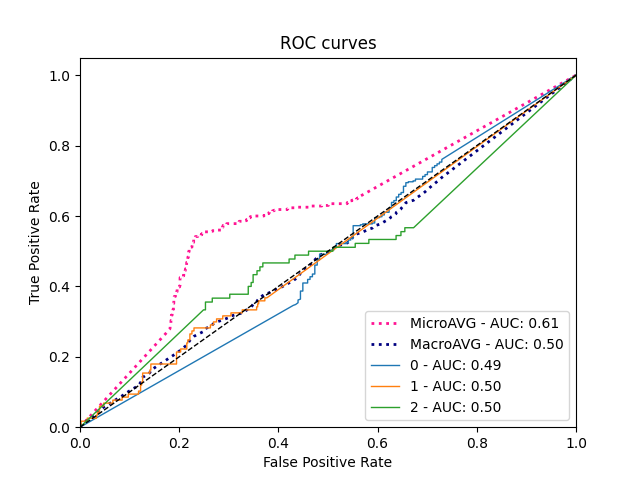 ROC curves
True Positive Rate
1.0
0.8
0.6
0.4
0.2
0.0
MicroAVG - AUC: 0.61
MacroAVG - AUC: 0.50
0 - AUC: 0.49
1 - AUC: 0.50
2 - AUC: 0.50
0.0 0.2 0.4 0.6 0.8 1.0
False Positive Rate